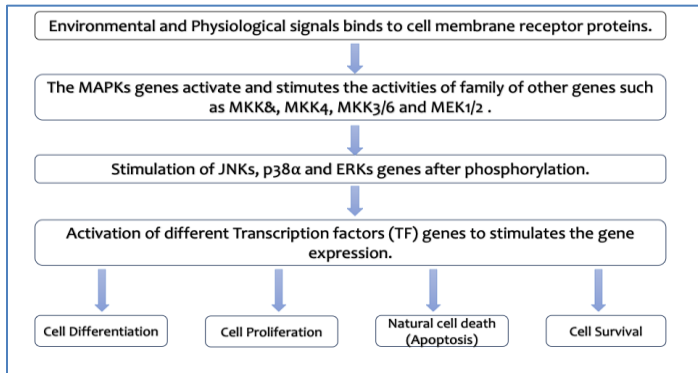 Environmental and Physiological signals binds to cell membrane receptor proteins.
The MAPKs genes activate and stimutes the activities of family of other genes such
as MKK&, MKK4, MKK3/6 and MEK1/2 .
Stimulation of JNKs, p38α and ERKs genes after phosphorylation.
Activation of different Transcription factors (TF) genes to stimulates the gene
expression.
Cell Differentiation
Cell Proliferation
Natural cell death
(Apoptosis)
Cell Survival